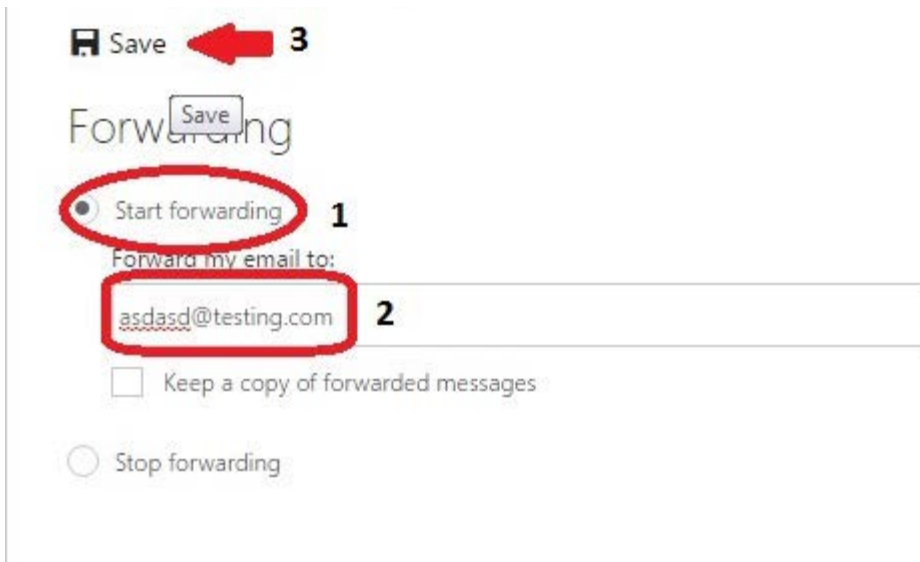 Save 3
Save
Forwarding
Start forwarding 1
Forward my email to:
asdasd@testing.com 2
Keep a copy of forwarded messages
Stop forwarding